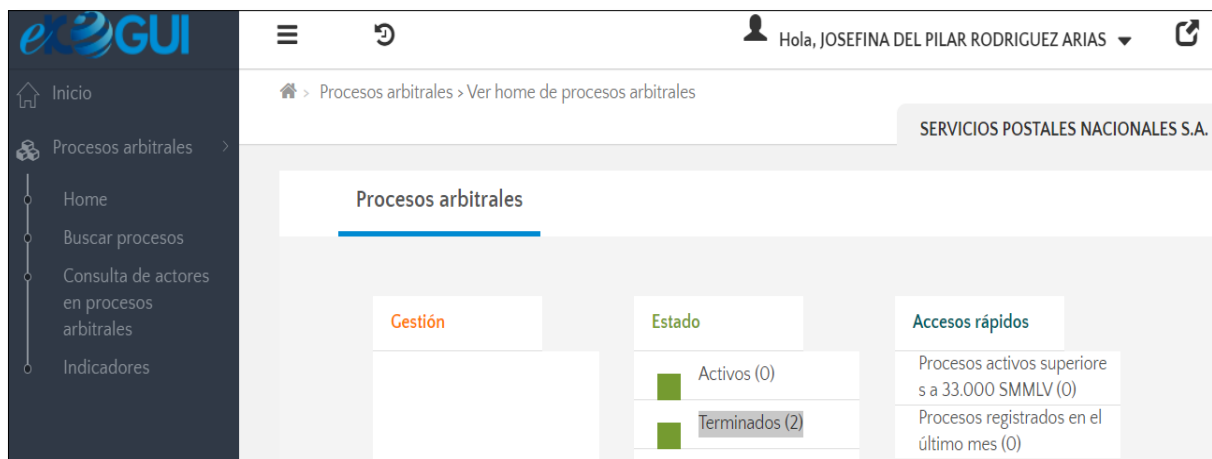 eKOGUI
Hola, JOSEFINA DEL PILAR RODRIGUEZ ARIAS
Inicio
Procesos arbitrales >
Home
Buscar procesos
Consulta de actores
en procesos
arbitrales
Indicadores
> Procesos arbitrales > Ver home de procesos arbitrales
SERVICIOS POSTALES NACIONALES S.A.
Procesos arbitrales
Gestión
Estado
Activos (0)
Terminados (2)
Accesos rápidos
Procesos activos superiore
s a 33.000 SMMLV (0)
Procesos registrados en el
último mes (0)